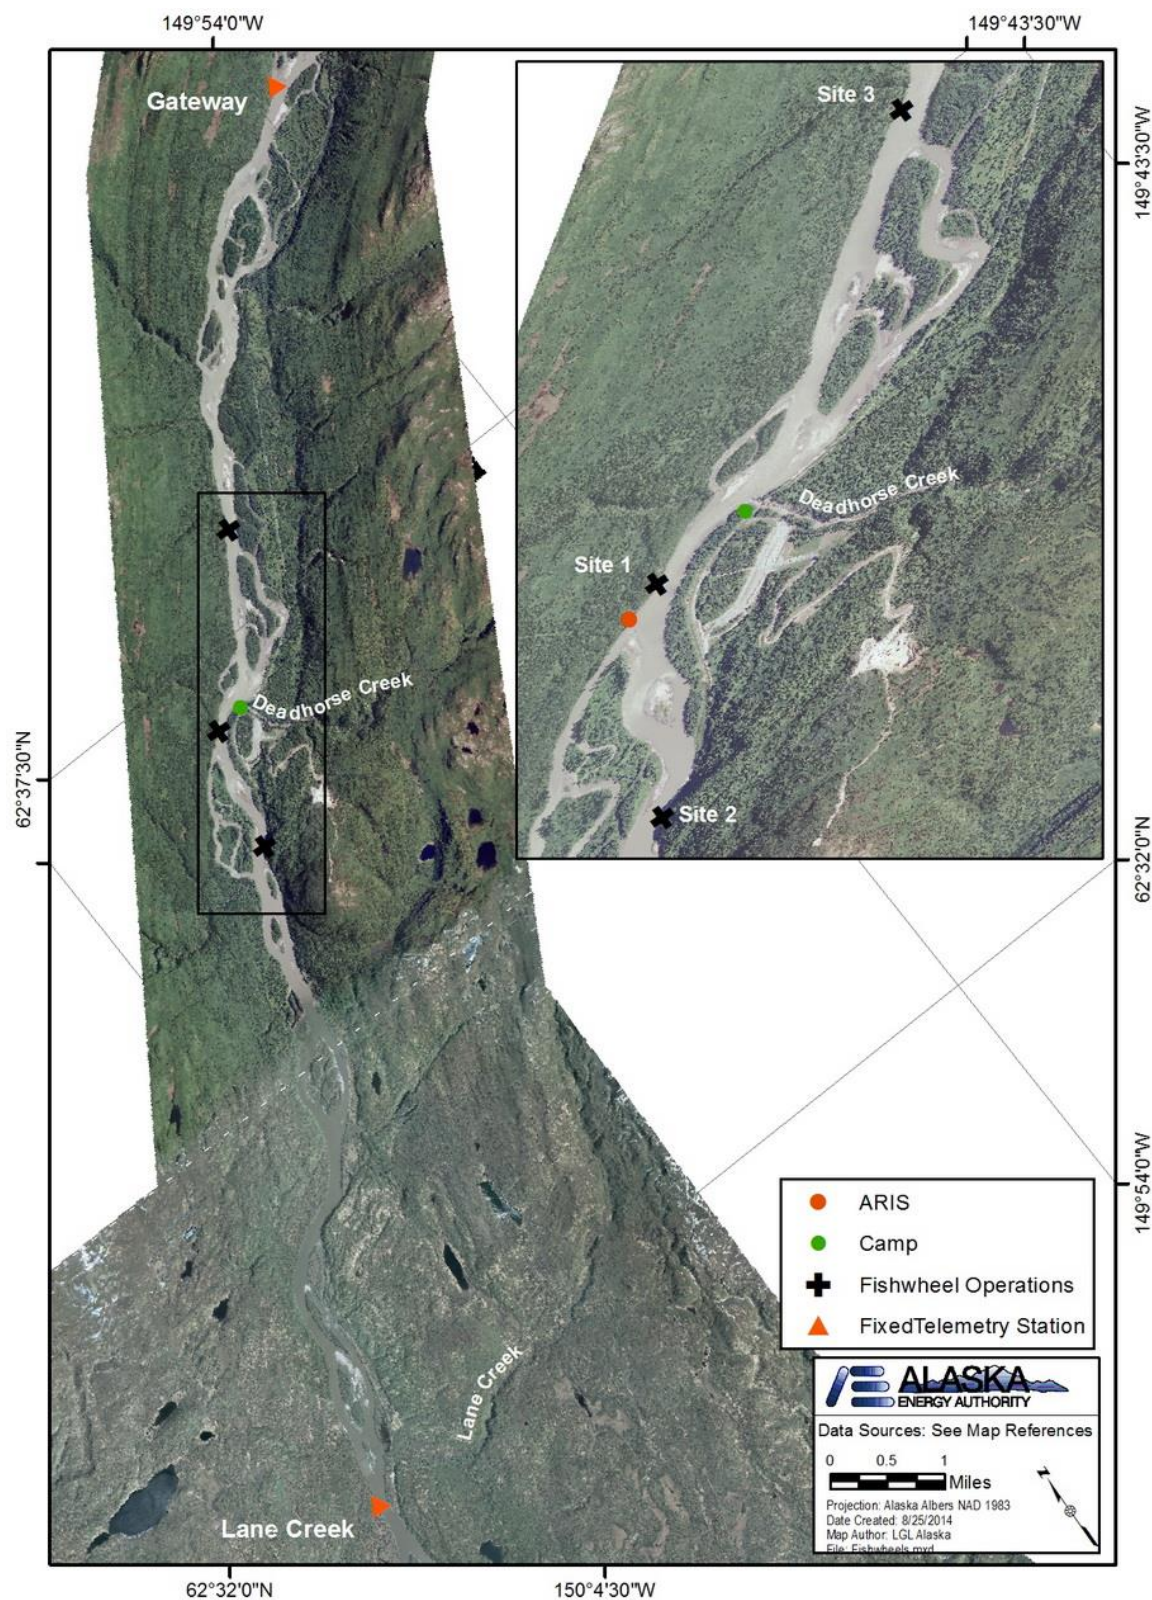 149°54'0"W
149°43'30"W
Gateway
Site 3
149°43'30"W
Deadhorse Creek
Site 1
Deadhorse Creek
Site 2
62°37'30"N
62°32'0"N
149°54'0"W
ARIS
Camp
Fishwheel Operations
FixedTelemetry Station
Lane Creek
ALASKA
ENERGY AUTHORITY
Data Sources: See Map References
0 0.5 1
Miles
N
Projection: Alaska Albers NAD 1983
Date Created: 8/25/2014
Map Author: LGL Alaska
File: Fishwheels.mxd
Lane Creek
62°32'0"N
150°4'30"W